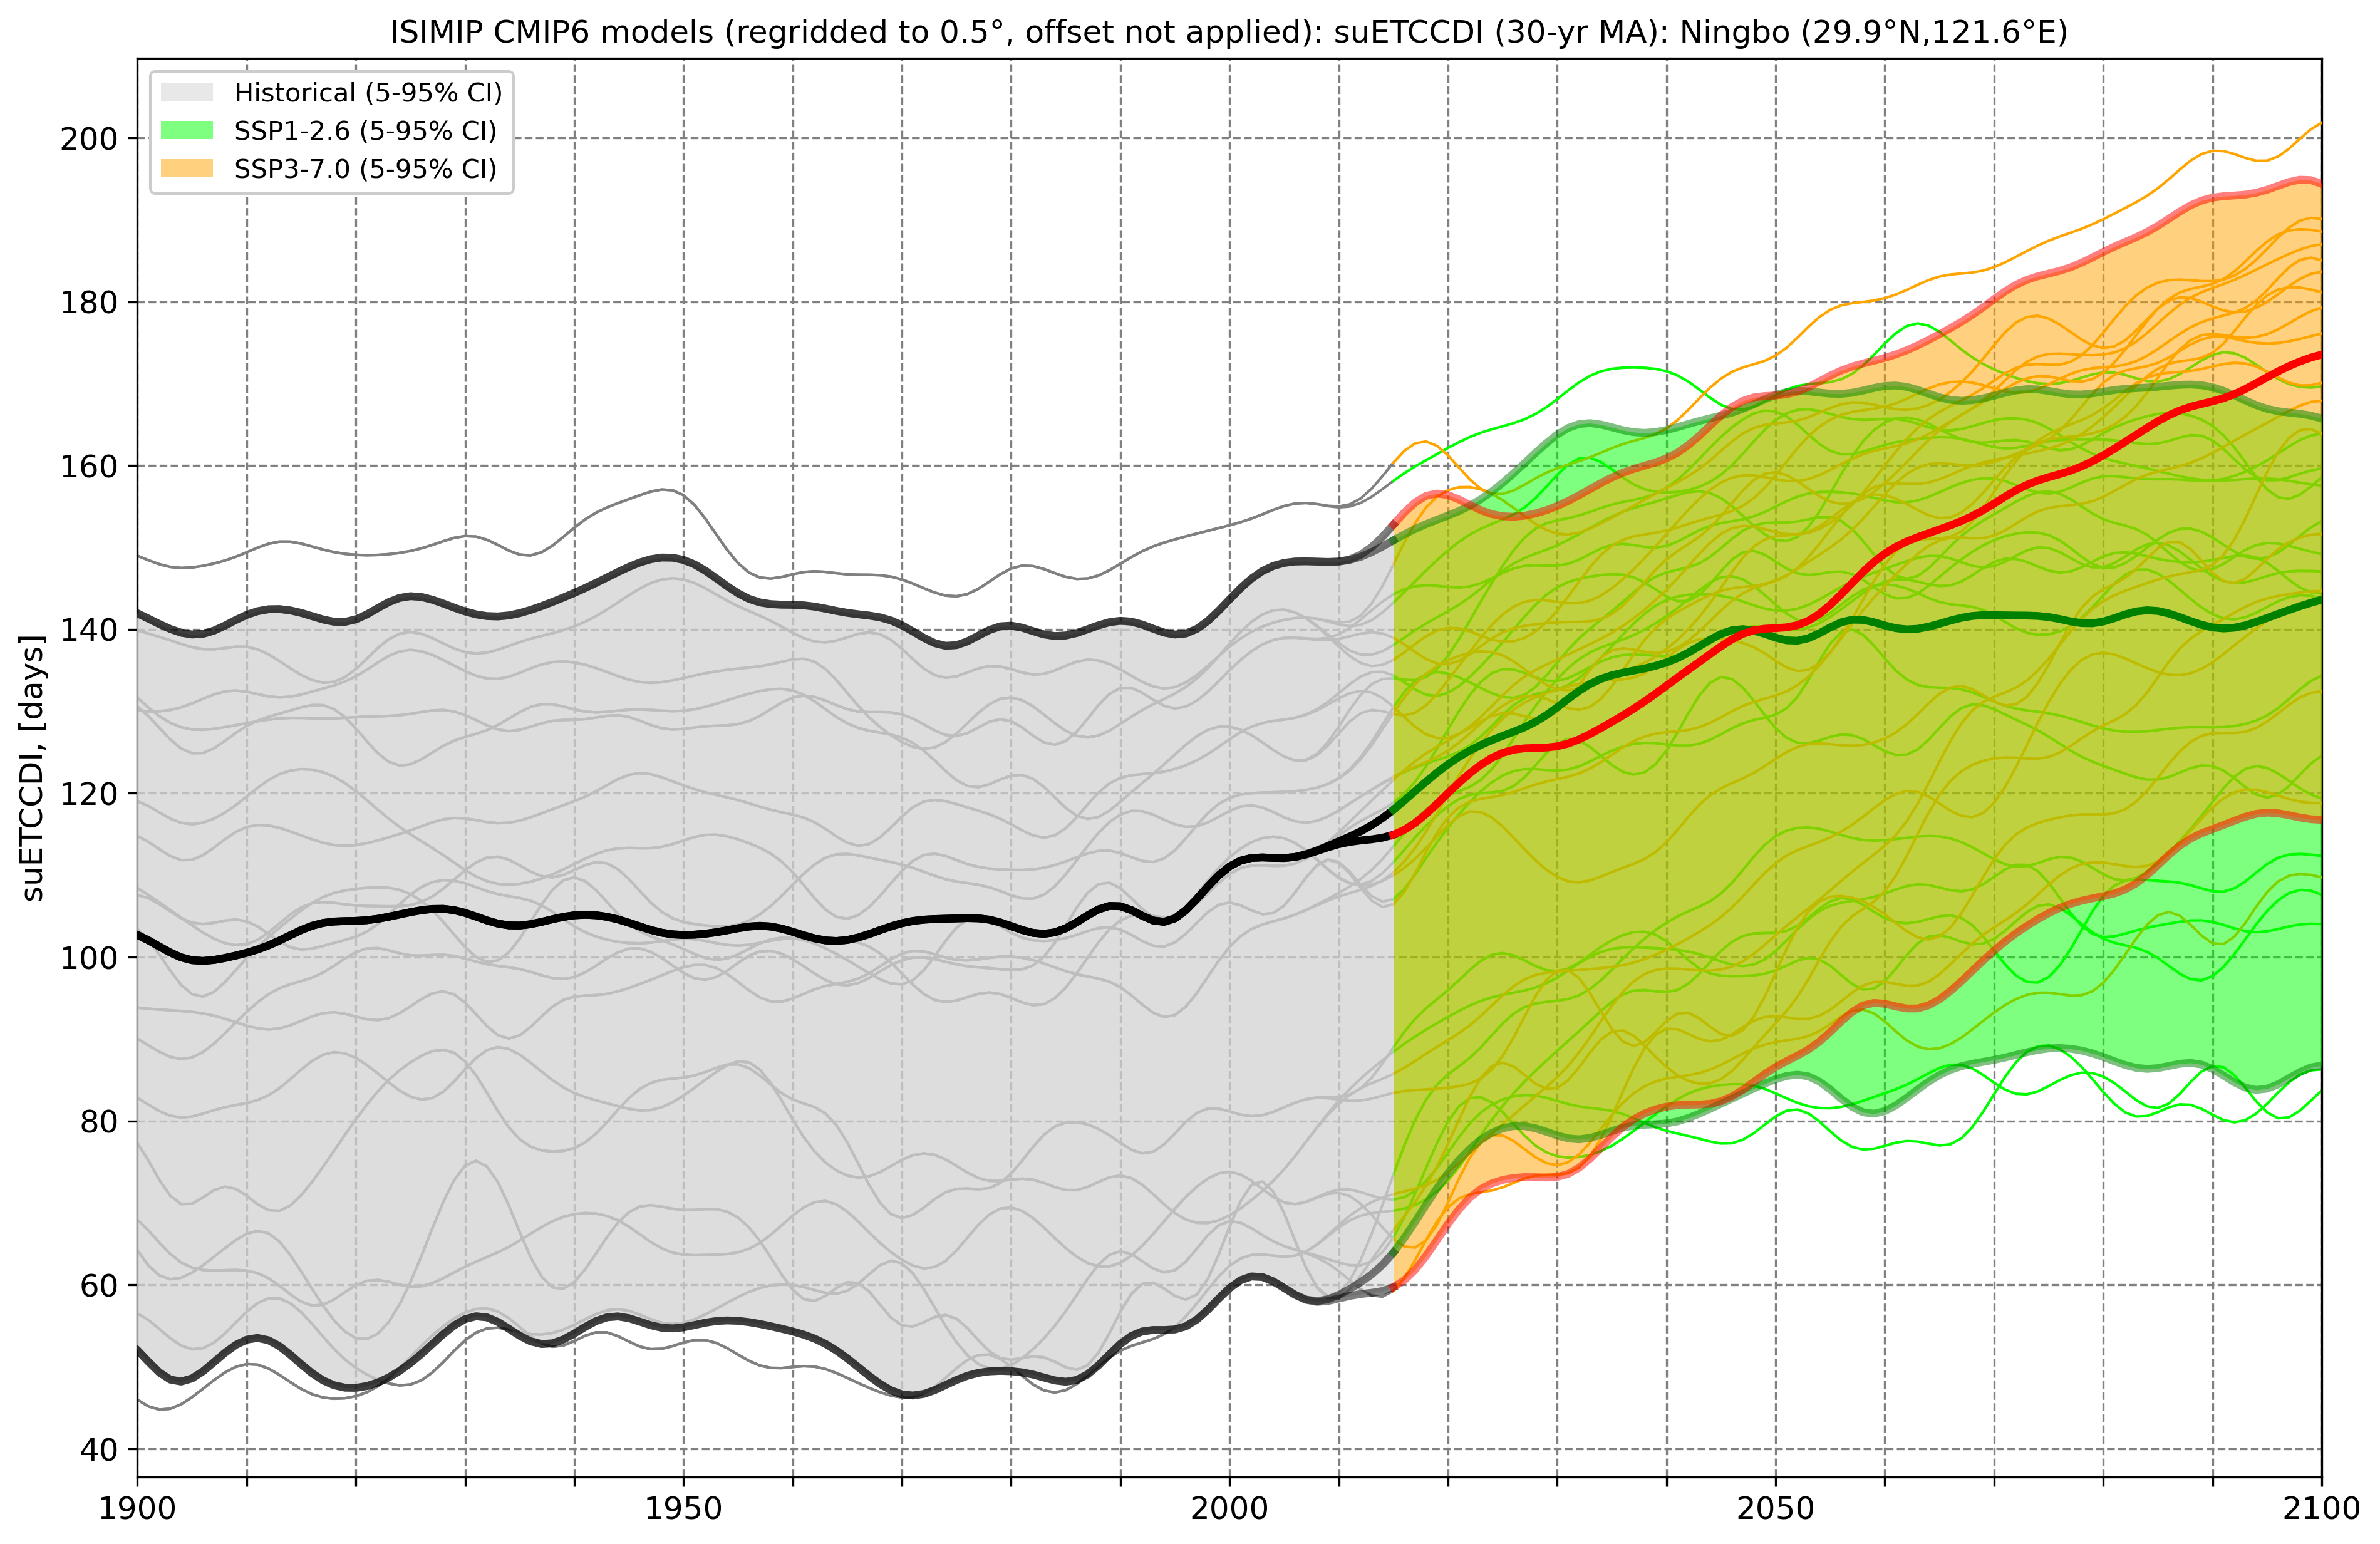 ISIMIP CMIP6 models (regridded to 0.5°, offset not applied): suETCCDI (30-yr MA): Ningbo (29.9°N,121.6°E)
Historical (5-95% CI)
SSP1-2.6 (5-95% CI)
SSP3-7.0 (5-95% CI)
suETCCDI, [days]
200
180
160
140
120
100
80
60
40
1900
1950
2000
2050
2100